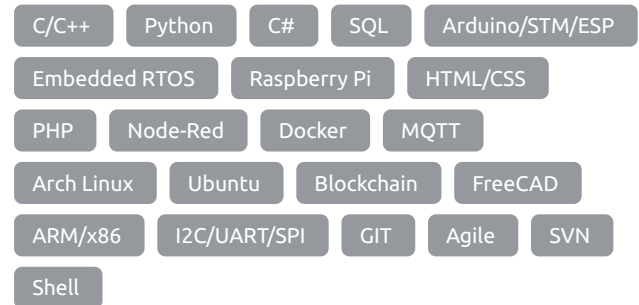 C/C++ Python C# SQL Arduino/STM/ESP
Embedded RTOS Raspberry Pi HTML/CSS
PHP Node-Red Docker MQTT
Arch Linux Ubuntu Blockchain FreeCAD
ARM/x86 I2C/UART/SPI GIT Agile SVN
Shell